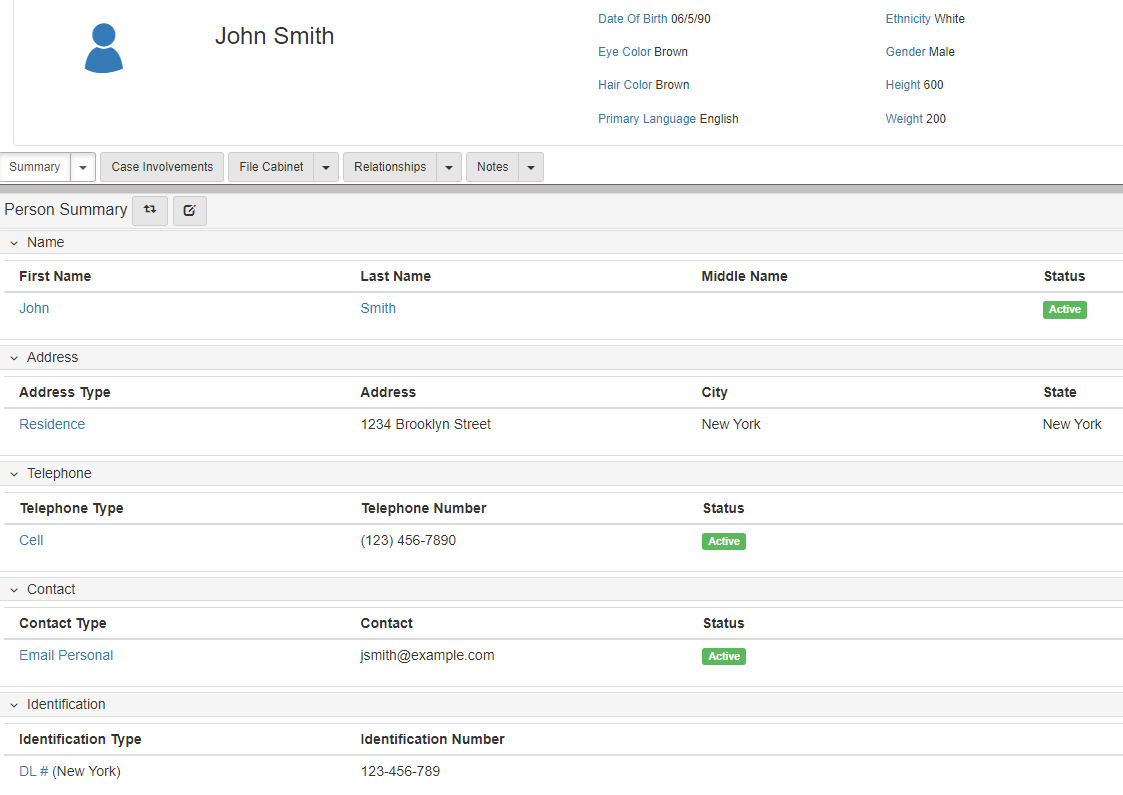 John Smith
Date Of Birth 06/5/90
Ethnicity White
Eye Color Brown
Gender Male
Hair Color Brown
Height 600
Primary Language English
Weight 200
Summary Case Involvements File Cabinet Relationships Notes
Person Summary
Name
First Name Last Name Middle Name Status
John Smith Active
Address
Address Type Address City State
Residence 1234 Brooklyn Street New York New York
Telephone
Telephone Type Telephone Number Status
Cell (123) 456-7890 Active
Contact
Contact Type Contact Status
Email Personal jsmith@example.com Active
Identification
Identification Type Identification Number
DL # (New York) 123-456-789